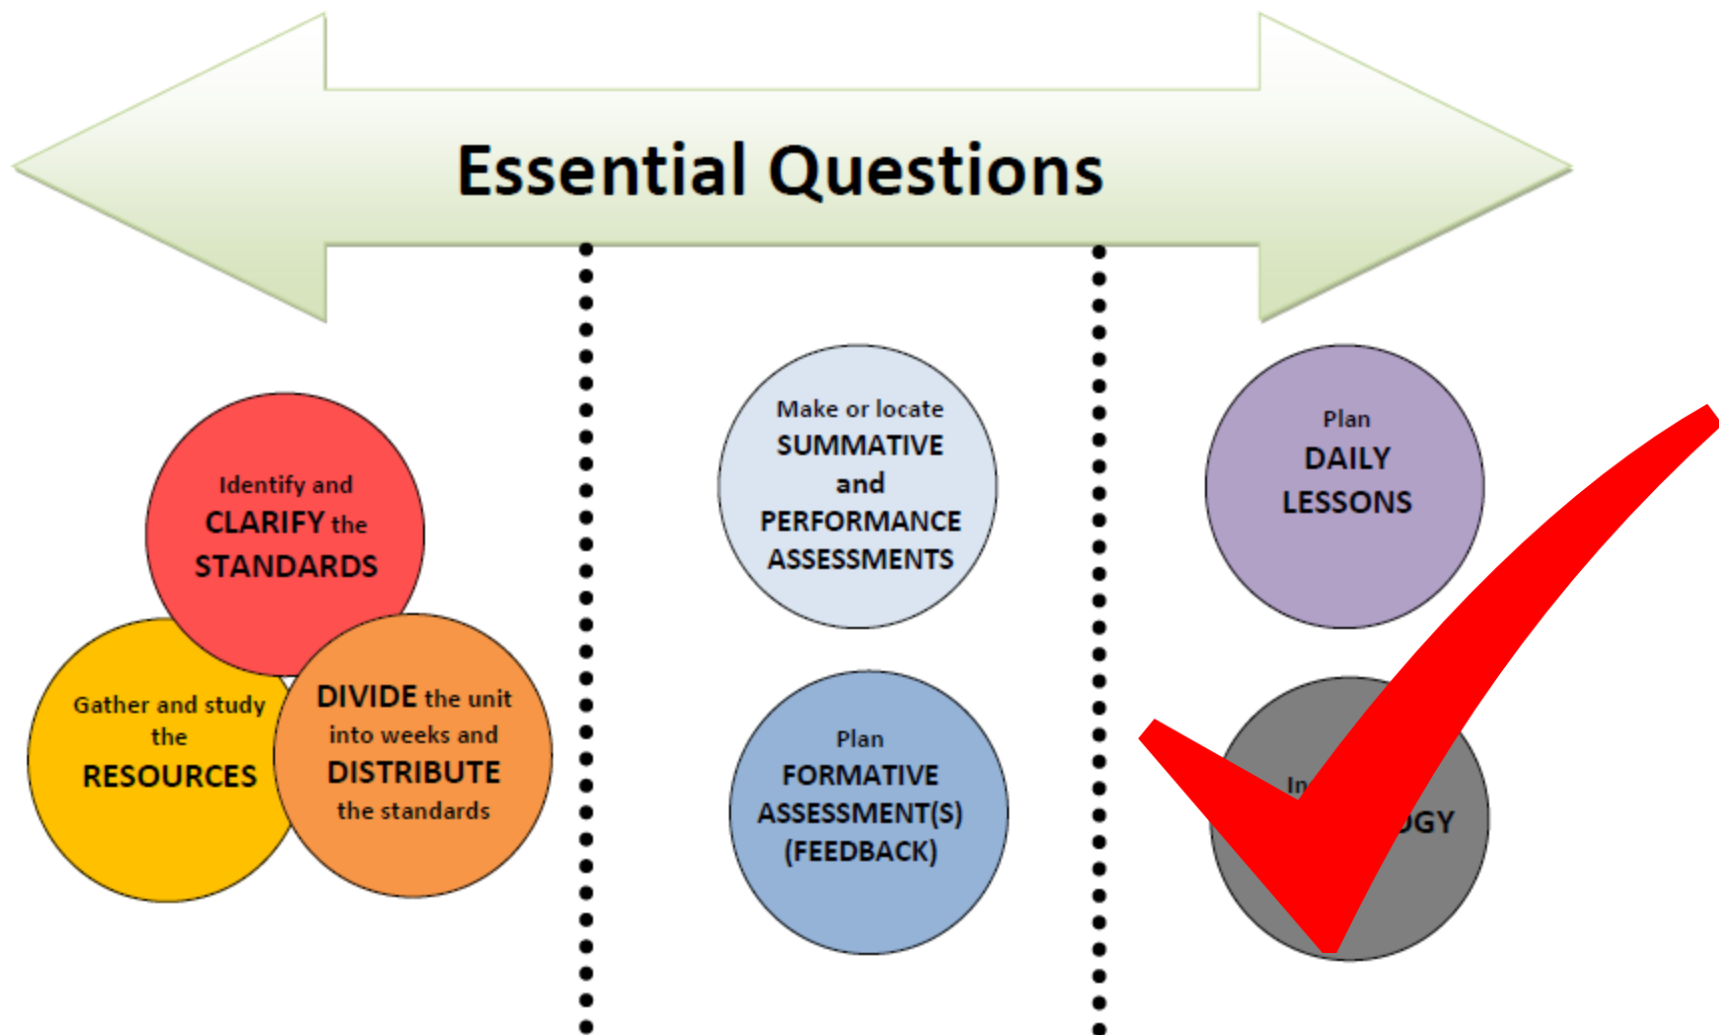 Essential Questions
Identify and
CLARIFY the
STANDARDS
Gather and study
the
RESOURCES
DIVIDE the unit
into weeks and
DISTRIBUTE
the standards
Make or locate
SUMMATIVE
and
PERFORMANCE
ASSESSMENTS
Plan
FORMATIVE
ASSESSMENT(S)
(FEEDBACK)
Plan
DAILY
LESSONS